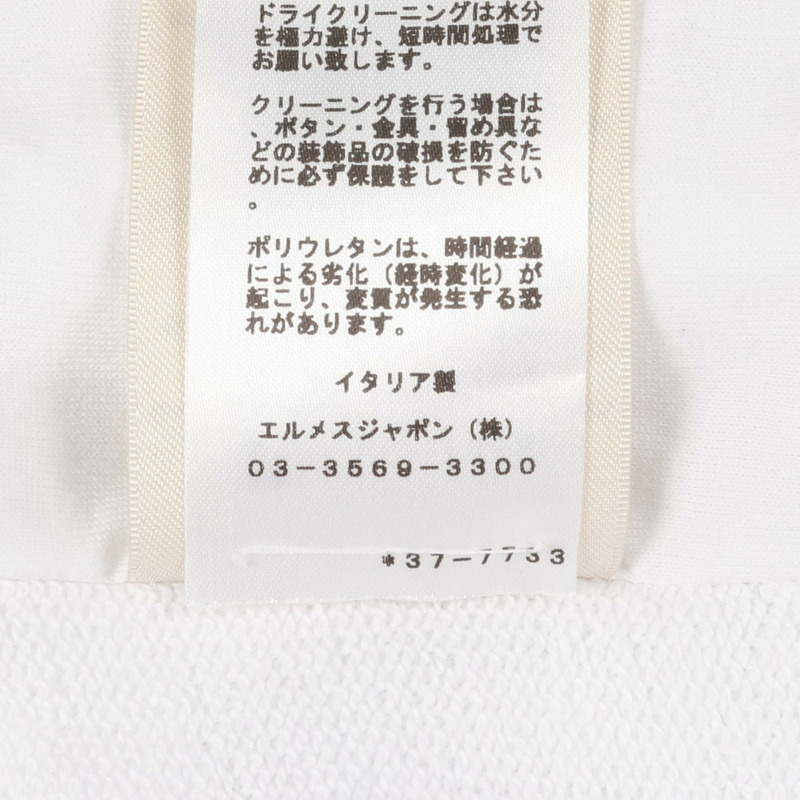 ドライクリーニングは水分
を極力避け、短時間処理で
お願い致します。
クリーニングを行う場合は
、ボタン・金具・留め具な
どの装飾品の破損を防ぐた
めに必ず保護をして下さい
。
ポリウレタンは、時間経過
による劣化（経時変化）が
起こり、変質が発生する恐
れがあります。
イタリア製
エルメスジャポン（株）
03-3569-3300
*37-7733